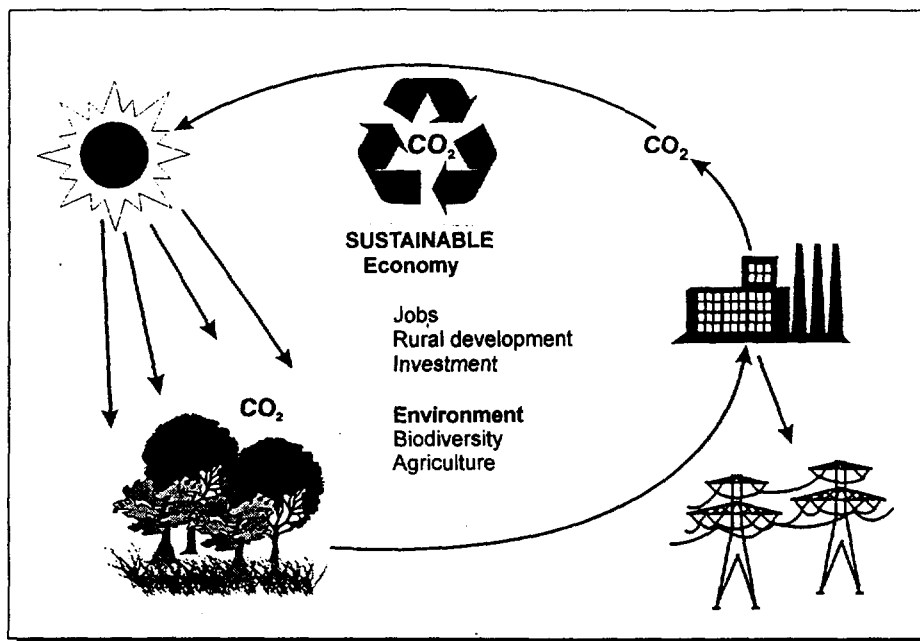 CO₂
CO₂
SUSTAINABLE
Economy
Jobs
Rural development
Investment
CO₂
Environment
Biodiversity
Agriculture